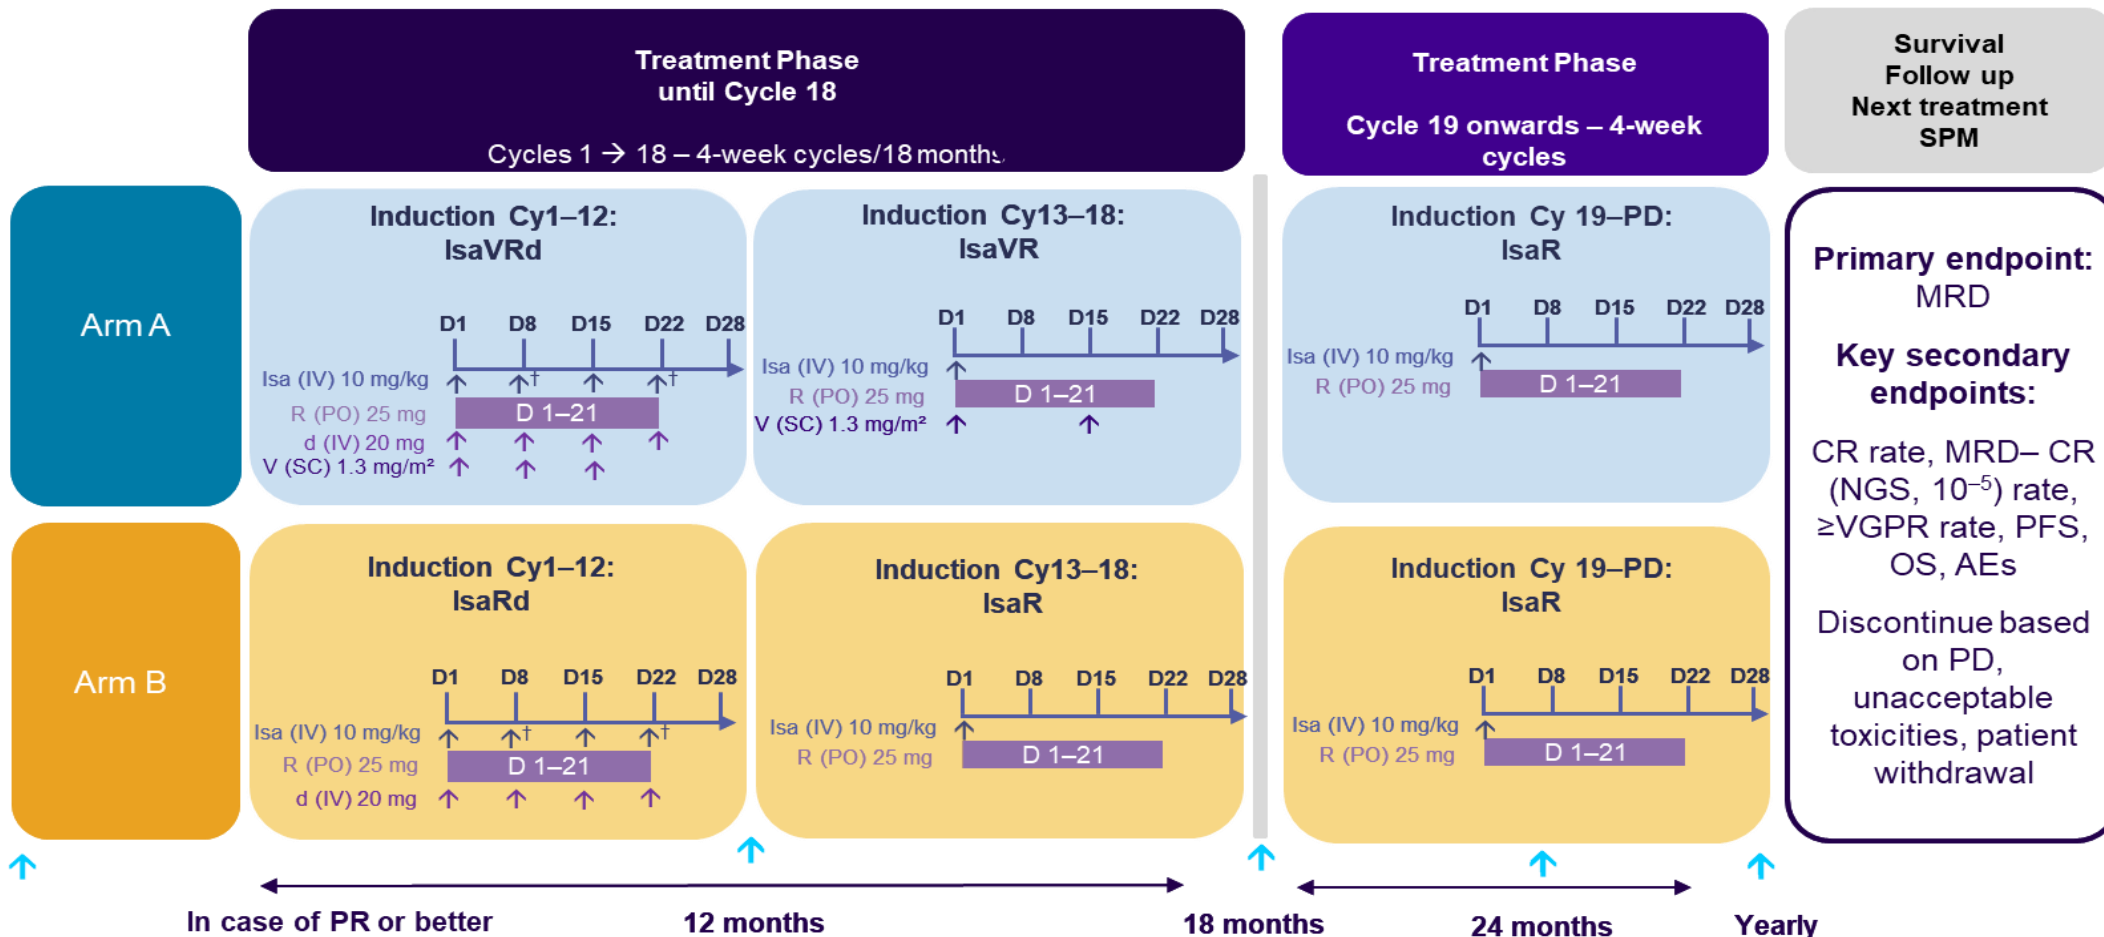 Treatment Phase
until Cycle 18
Cycles 1 → 18 – 4-week cycles/18 months
Treatment Phase
Cycle 19 onwards – 4-week
cycles
Survival
Follow up
Next treatment
SPM
Arm A
Induction Cy1–12:
IsaVRd
D1 D8 D15 D22 D28
Isa (IV) 10 mg/kg † †
R (PO) 25 mg D 1–21
d (IV) 20 mg
V (SC) 1.3 mg/m²
Induction Cy13–18:
IsaVR
D1 D8 D15 D22 D28
Isa (IV) 10 mg/kg
R (PO) 25 mg D 1–21
V (SC) 1.3 mg/m²
Induction Cy 19–PD:
IsaR
D1 D8 D15 D22 D28
Isa (IV) 10 mg/kg
R (PO) 25 mg D 1–21
Arm B
Induction Cy1–12:
IsaRd
D1 D8 D15 D22 D28
Isa (IV) 10 mg/kg † †
R (PO) 25 mg D 1–21
d (IV) 20 mg
Induction Cy13–18:
IsaR
D1 D8 D15 D22 D28
Isa (IV) 10 mg/kg
R (PO) 25 mg D 1–21
Induction Cy 19–PD:
IsaR
D1 D8 D15 D22 D28
Isa (IV) 10 mg/kg
R (PO) 25 mg D 1–21
Primary endpoint:
MRD
Key secondary
endpoints:
CR rate, MRD– CR
(NGS, 10⁻⁵) rate,
≥VGPR rate, PFS,
OS, AEs
Discontinue based
on PD,
unacceptable
toxicities, patient
withdrawal
In case of PR or better 12 months 18 months 24 months Yearly